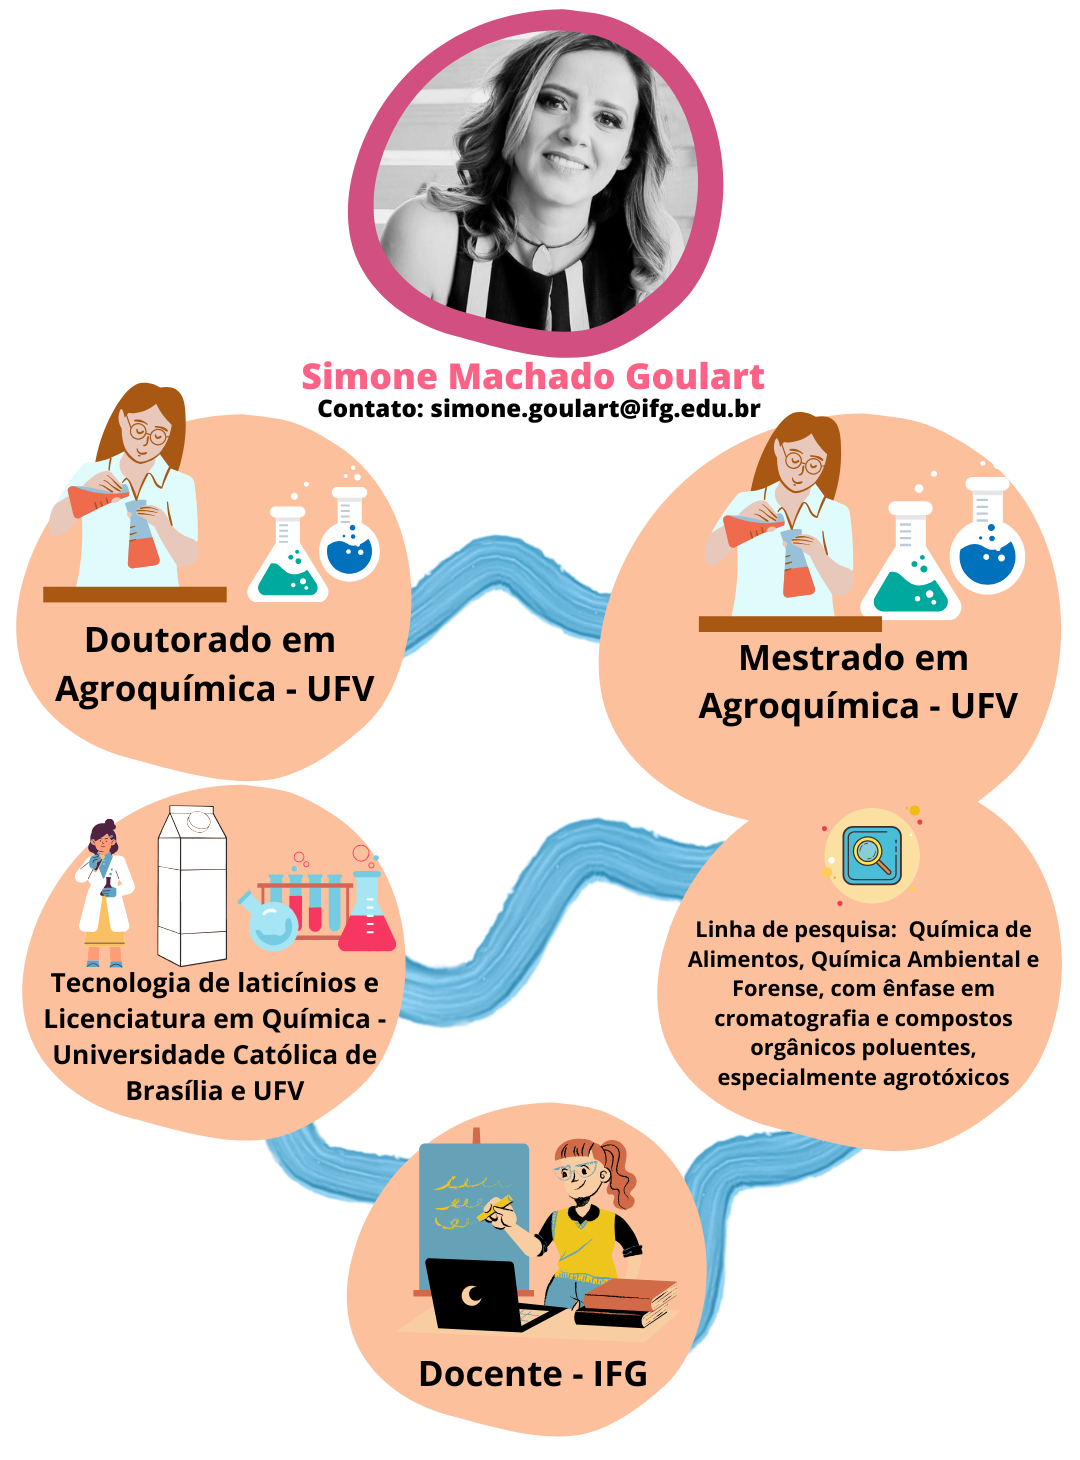 Simone Machado Goulart
Contato: simone.goulart@ifg.edu.br
Doutorado em
Agroquímica - UFV
Mestrado em
Agroquímica - UFV
Tecnologia de laticínios e
Licenciatura em Química -
Universidade Católica de
Brasília e UFV
Linha de pesquisa:  Química de
Alimentos, Química Ambiental e
Forense, com ênfase em
cromatografia e compostos
orgânicos poluentes,
especialmente agrotóxicos
Docente - IFG